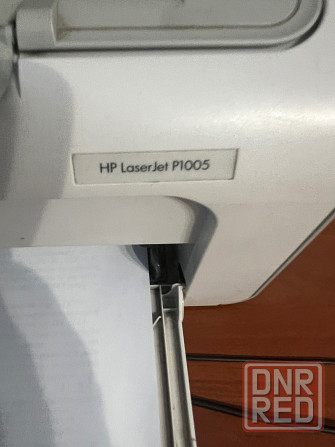 HP LaserJet P1005
DNR
RED